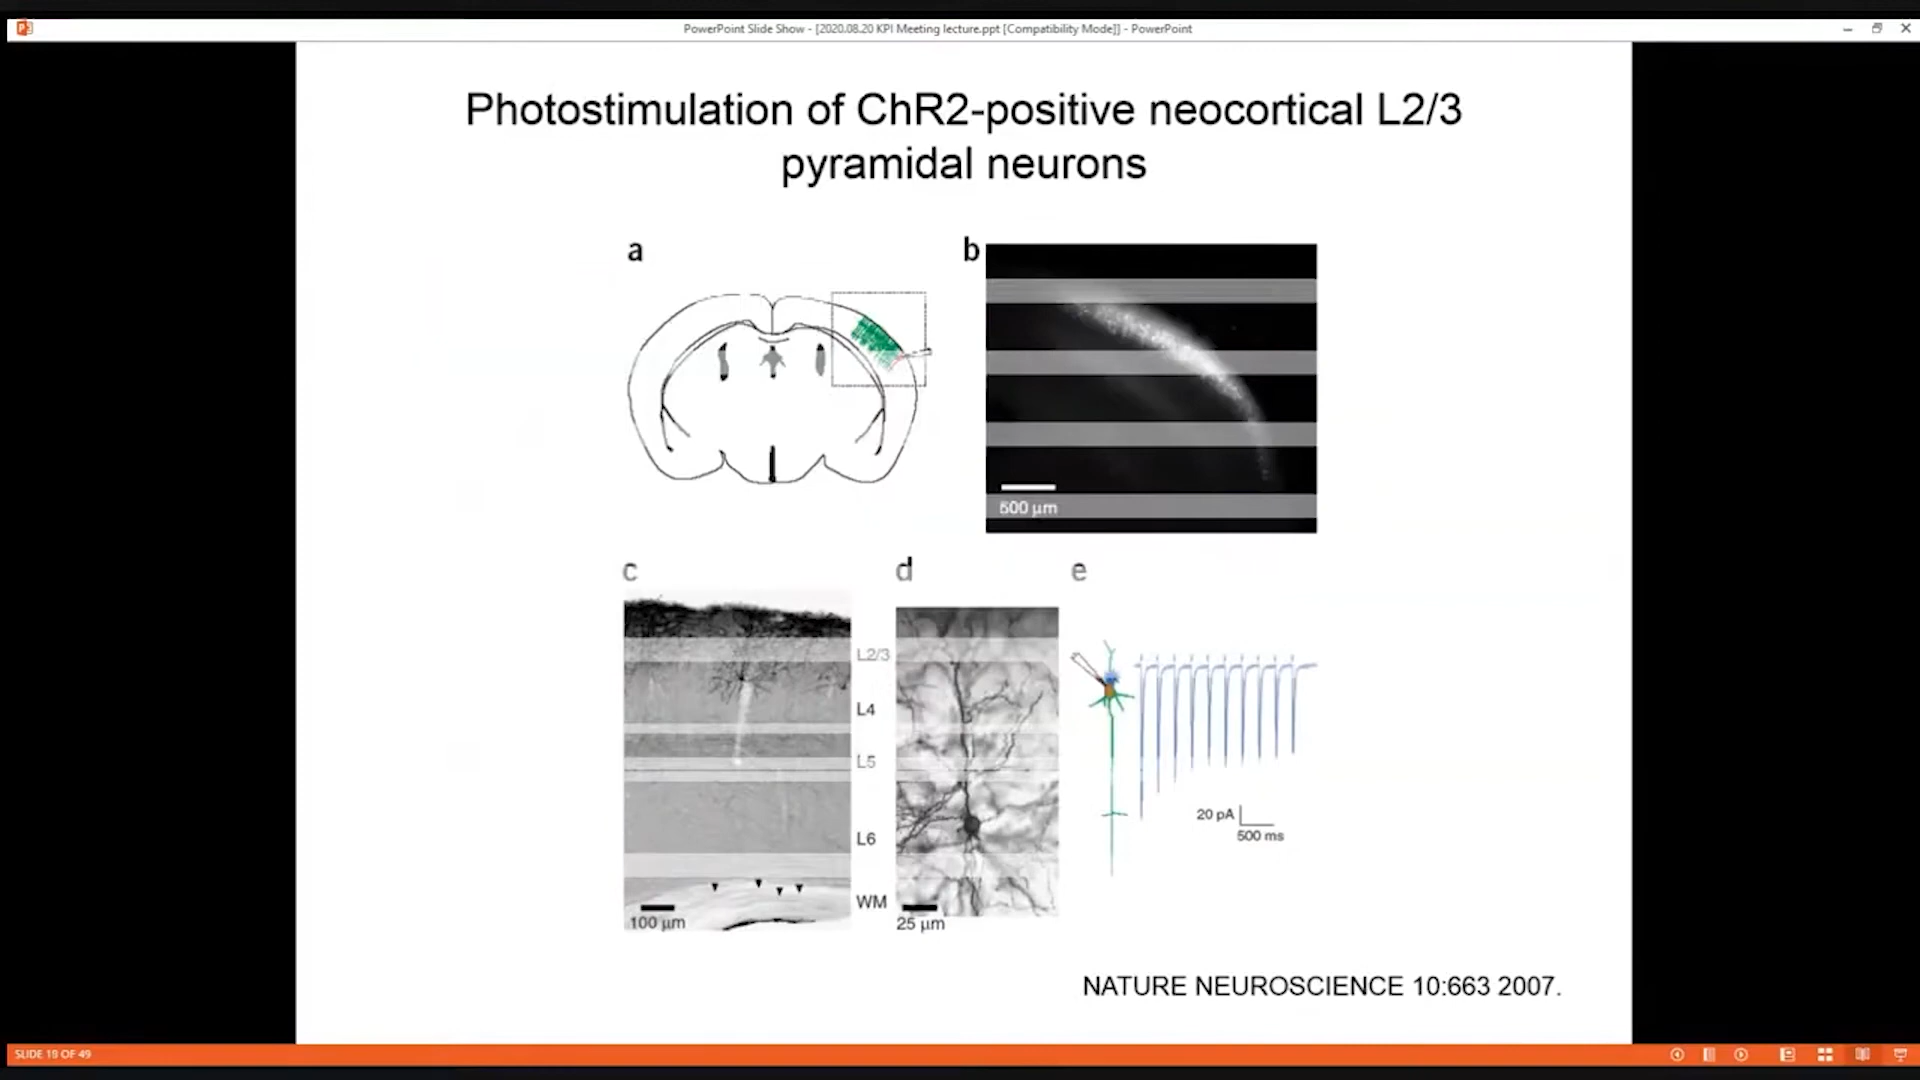 PowerPoint Slide Show - [2020.08.20 KPI Meeting lecture.ppt [Compatibility Mode]] - PowerPoint
Photostimulation of ChR2-positive neocortical L2/3
pyramidal neurons
a
b
500 µm
c
d
e
L2/3
L4
L5
L6
WM
100 µm
25 µm
20 pA
500 ms
NATURE NEUROSCIENCE 10:663 2007.
SLIDE 19 OF 49